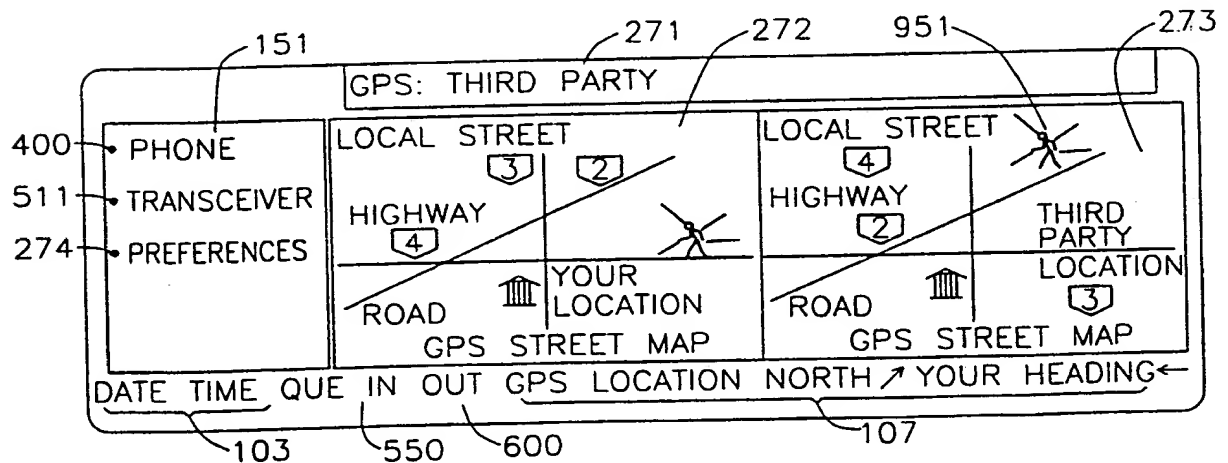 151
271
272
951
273
GPS: THIRD PARTY
400
PHONE
511
TRANSCEIVER
274
PREFERENCES
LOCAL STREET
3
2
HIGHWAY
4
YOUR
LOCATION
ROAD
GPS STREET MAP
LOCAL STREET
4
HIGHWAY
2
THIRD
PARTY
LOCATION
3
ROAD
GPS STREET MAP
DATE TIME QUE IN OUT GPS LOCATION NORTH ↗ YOUR HEADING ←
103
550
600
107